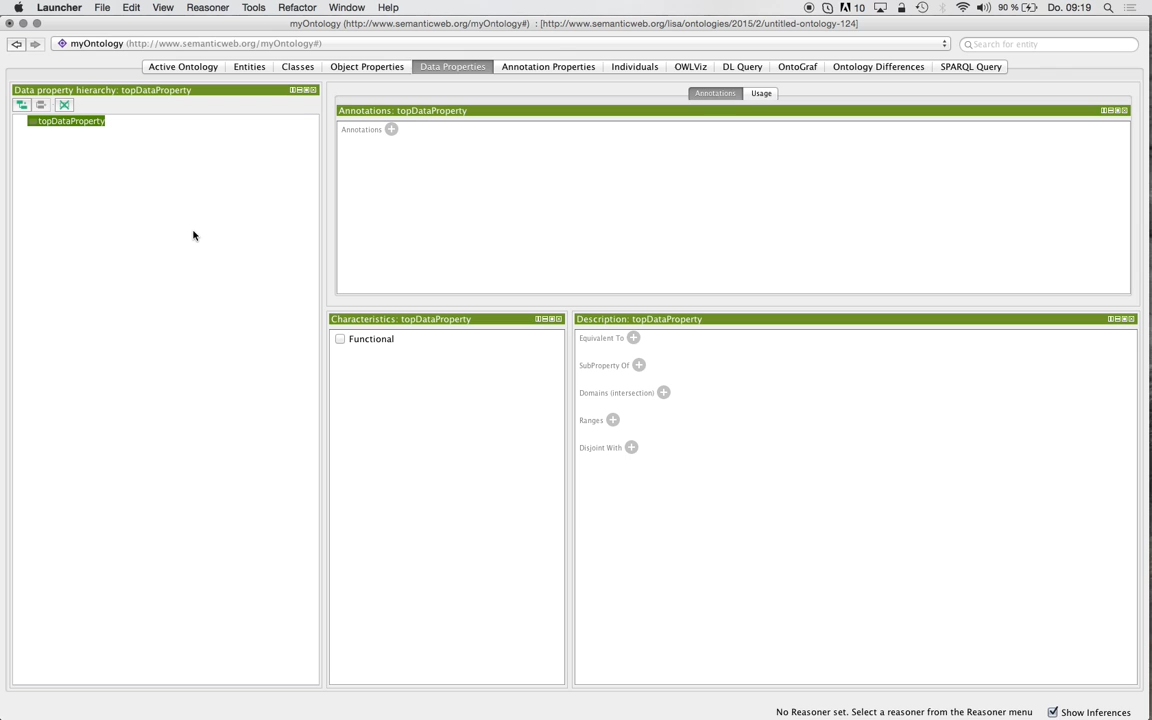 Launcher File Edit View Reasoner Tools Refactor Window Help 10 90 % Do. 09:19
myOntology (http://www.semanticweb.org/myOntology#) : [http://www.semanticweb.org/lisa/ontologies/2015/2/untitled-ontology-124]
myOntology (http://www.semanticweb.org/myOntology#) Search for entity
Active Ontology Entities Classes Object Properties Data Properties Annotation Properties Individuals OWLViz DL Query OntoGraf Ontology Differences SPARQL Query
Data property hierarchy: topDataProperty
topDataProperty
Annotations Usage
Annotations: topDataProperty
Annotations
Characteristics: topDataProperty
Functional
Description: topDataProperty
Equivalent To
SubProperty Of
Domains (intersection)
Ranges
Disjoint With
No Reasoner set. Select a reasoner from the Reasoner menu Show Inferences